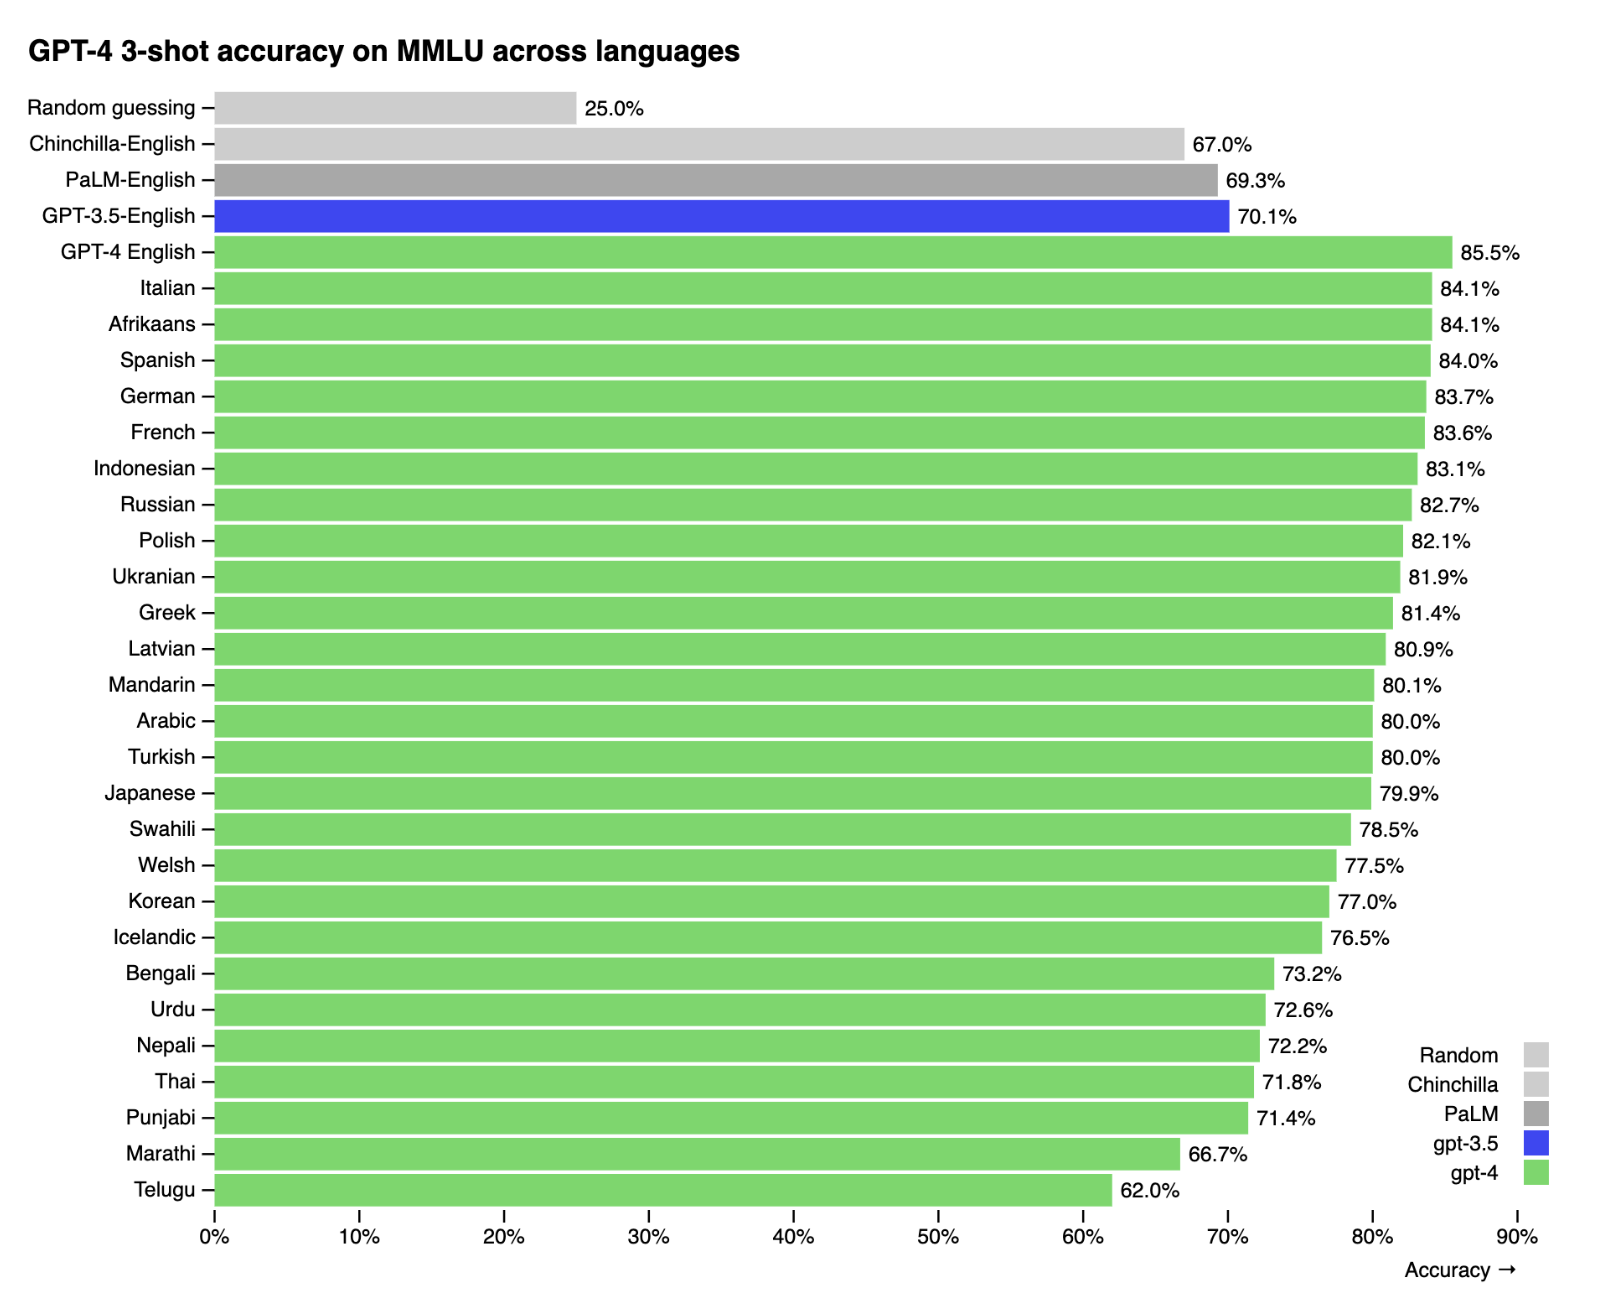 GPT-4 3-shot accuracy on MMLU across languages
Random guessing 25.0%
Chinchilla-English 67.0%
PaLM-English 69.3%
GPT-3.5-English 70.1%
GPT-4 English 85.5%
Italian 84.1%
Afrikaans 84.1%
Spanish 84.0%
German 83.7%
French 83.6%
Indonesian 83.1%
Russian 82.7%
Polish 82.1%
Ukranian 81.9%
Greek 81.4%
Latvian 80.9%
Mandarin 80.1%
Arabic 80.0%
Turkish 80.0%
Japanese 79.9%
Swahili 78.5%
Welsh 77.5%
Korean 77.0%
Icelandic 76.5%
Bengali 73.2%
Urdu 72.6%
Nepali 72.2%
Thai 71.8%
Punjabi 71.4%
Marathi 66.7%
Telugu 62.0%
Random
Chinchilla
PaLM
gpt-3.5
gpt-4
0% 10% 20% 30% 40% 50% 60% 70% 80% 90%
Accuracy →